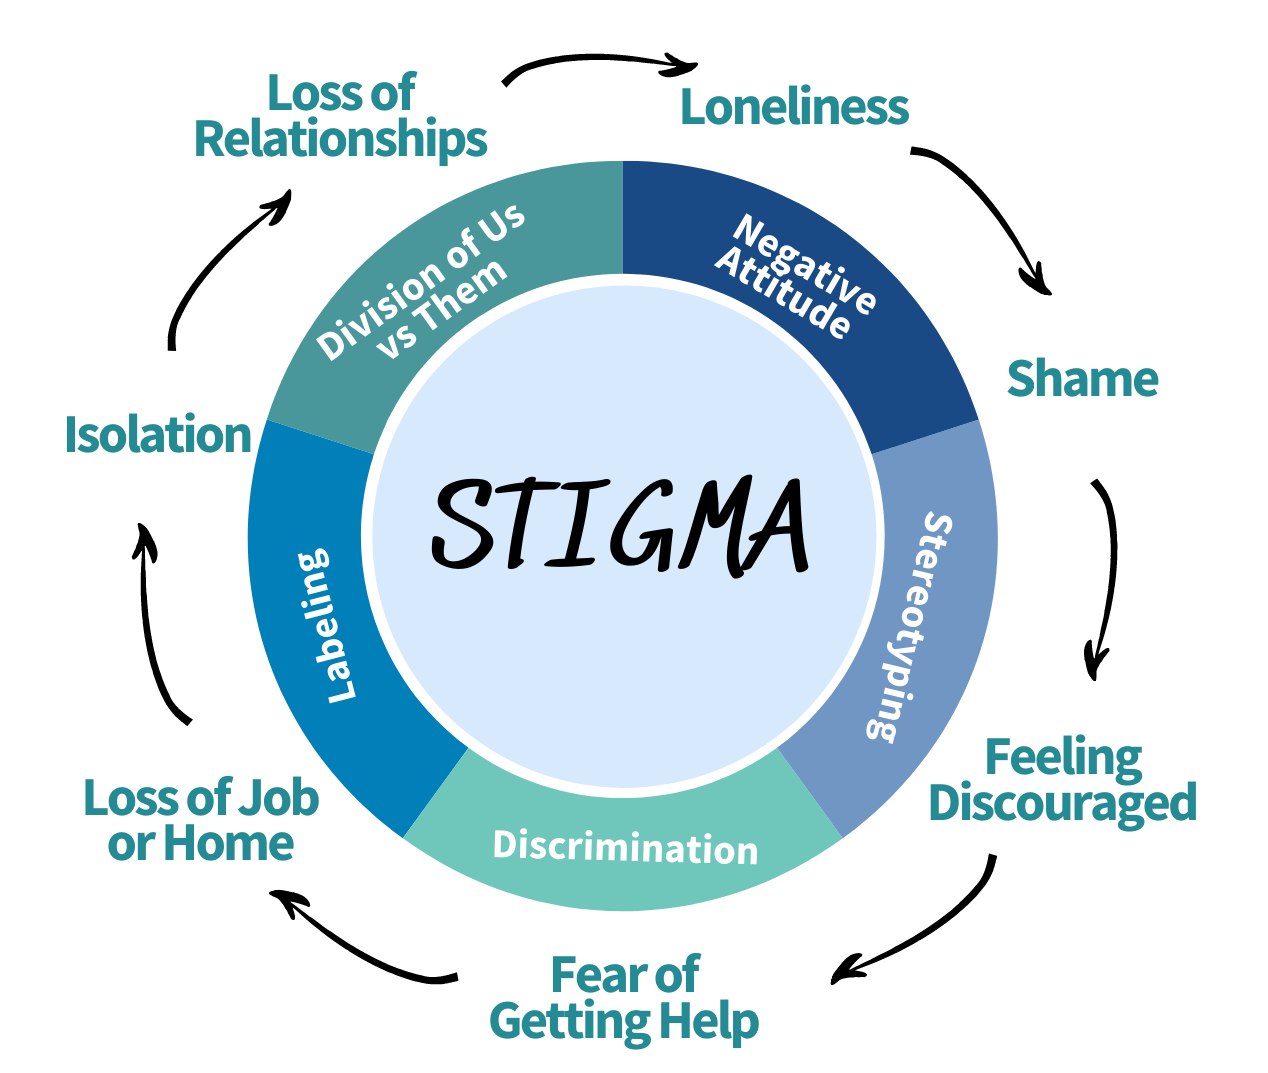 Loss of
Relationships
Loneliness
Shame
Feeling
Discouraged
Fear of
Getting Help
Loss of Job
or Home
Isolation
Division of Us
vs Them
Negative
Attitude
Stereotyping
Discrimination
Labeling
STIGMA